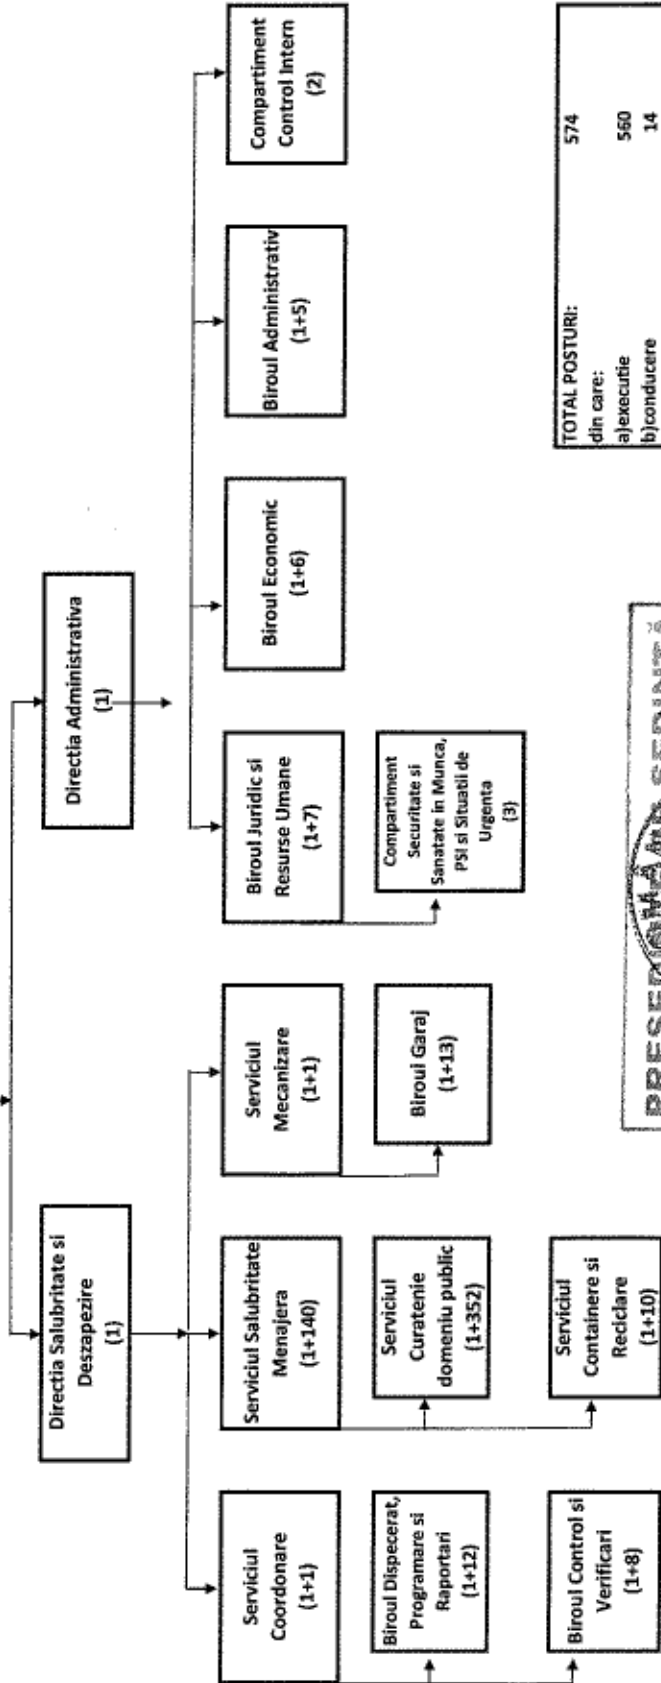 Directia Salubritate si
Deszapezire
(1)
Directia Administrativa
(1)
Serviciul
Coordonare
(1+1)
Serviciul Salubritate
Menajera
(1+140)
Serviciul
Mecanizare
(1+1)
Biroul Juridic si
Resurse Umane
(1+7)
Biroul Economic
(1+6)
Biroul Administrativ
(1+5)
Compartiment
Control Intern
(2)
Biroul Dispecerat,
Programare si
Raportari
(1+12)
Serviciul
Curatenie
domeniu public
(1+352)
Biroul Garaj
(1+13)
Compartiment
Securitate si
Sanatate in Munca,
PSI si Situatii de
Urgenta
(3)
Biroul Control si
Verificari
(1+8)
Serviciul
Containere si
Reciclare
(1+10)
TOTAL POSTURI: 574
din care:
a)executie 560
b)conducere 14